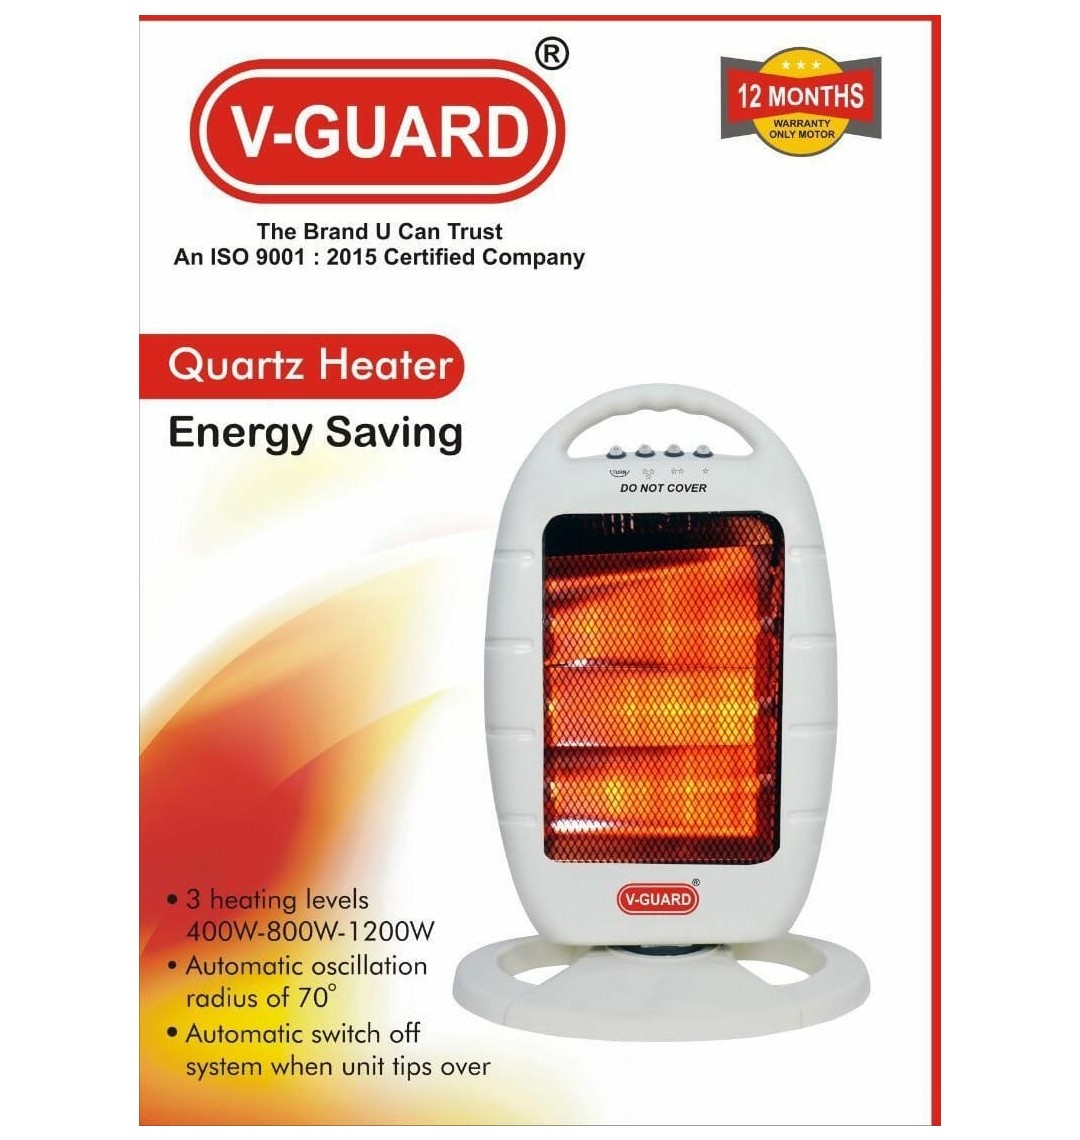 V-GUARD ®
12 MONTHS
WARRANTY
ONLY MOTOR
The Brand U Can Trust
An ISO 9001 : 2015 Certified Company
Quartz Heater
Energy Saving
DO NOT COVER
V-GUARD ®
• 3 heating levels
400W-800W-1200W
• Automatic oscillation
radius of 70°
• Automatic switch off
system when unit tips over